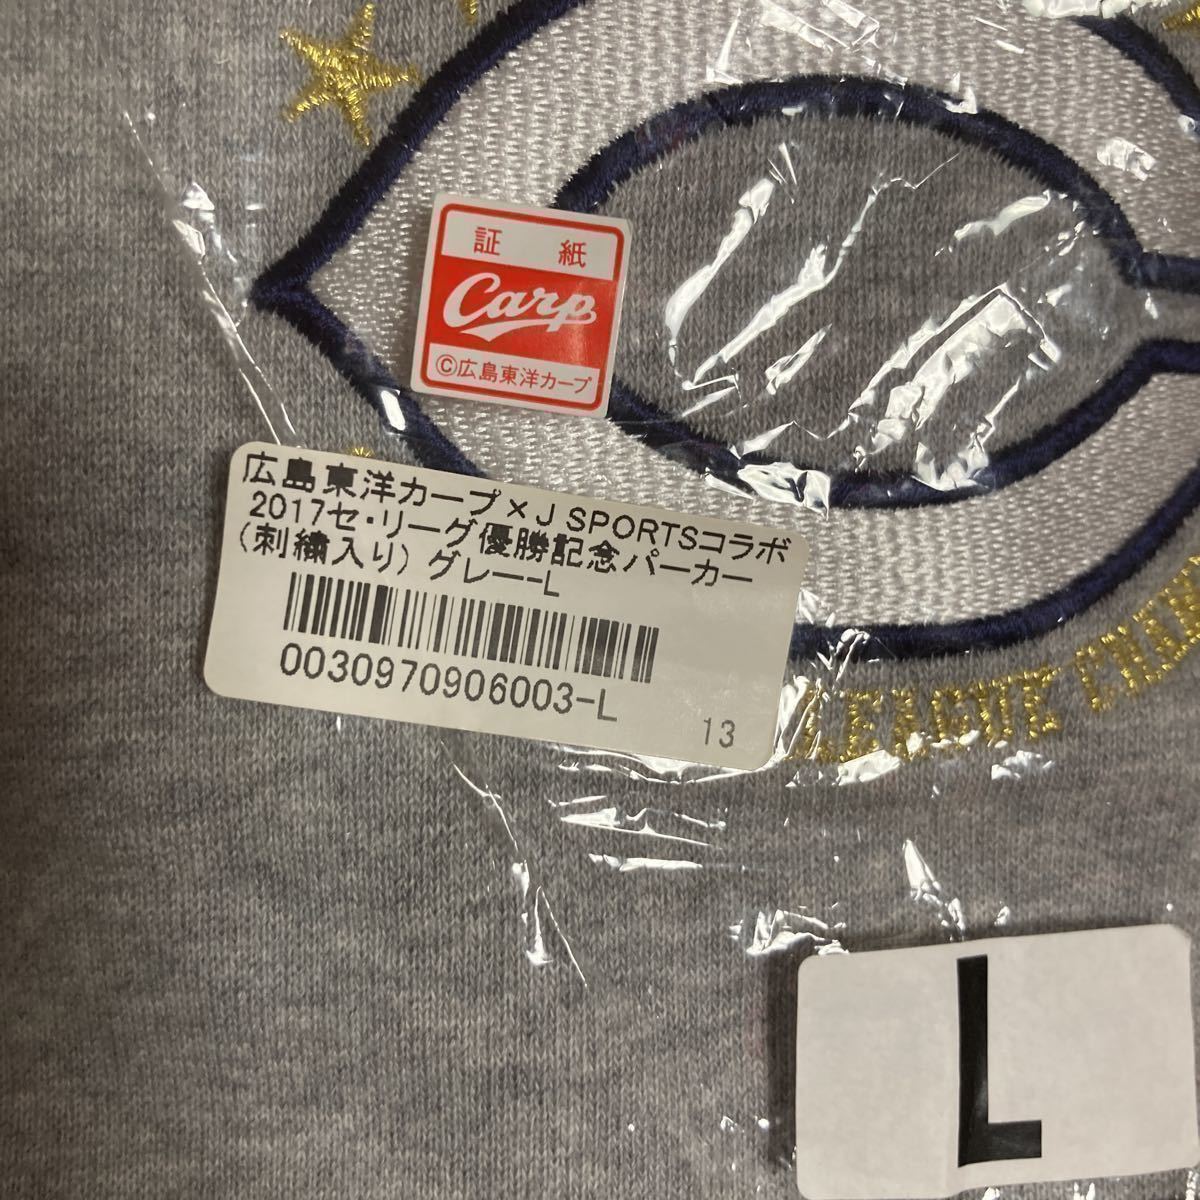 証 紙
Carp
©広島東洋カープ
広島東洋カープ×J SPORTSコラボ
2017セ・リーグ優勝記念パーカー
(刺繍入り) グレー-L
0030970906003-L
13
LEAGUE
L